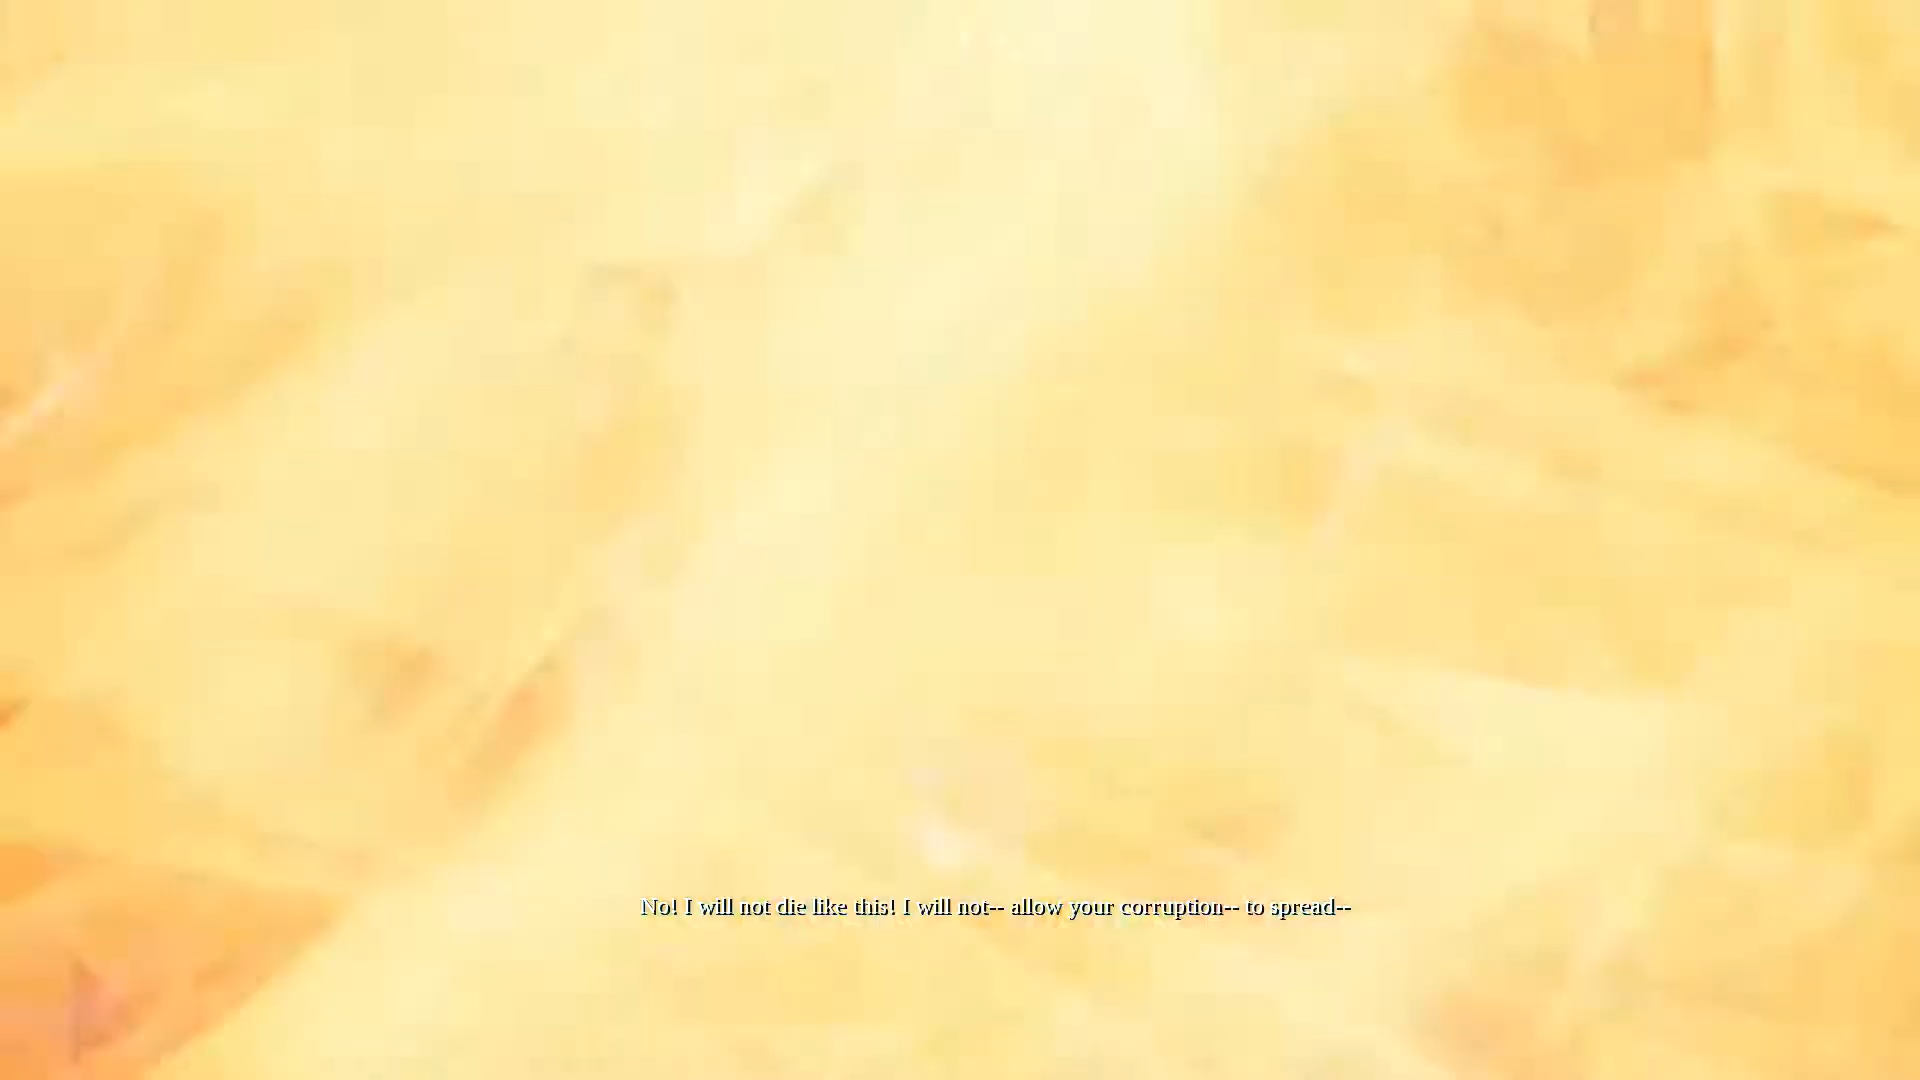 No! I will not die like this! I will not-- allow your corruption-- to spread--